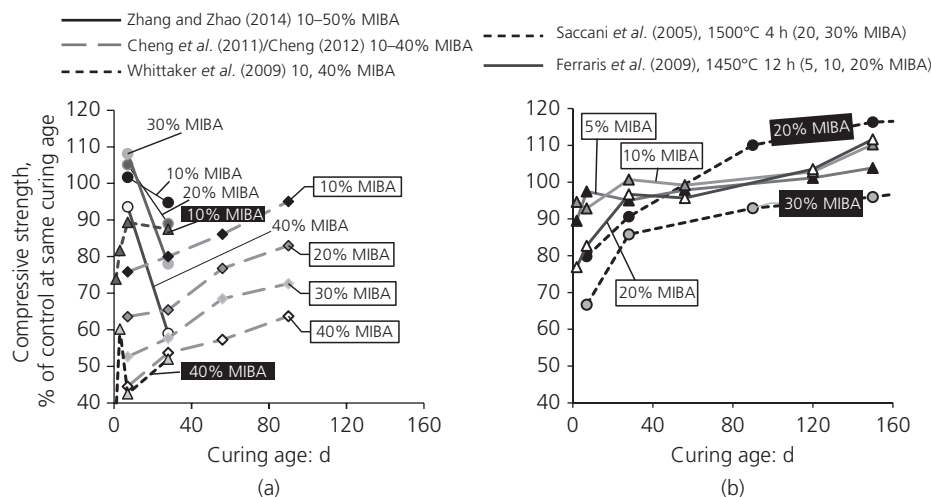 Zhang and Zhao (2014) 10–50% MIBA
Cheng et al. (2011)/Cheng (2012) 10–40% MIBA
Whittaker et al. (2009) 10, 40% MIBA
Saccani et al. (2005), 1500°C 4 h (20, 30% MIBA)
Ferraris et al. (2009), 1450°C 12 h (5, 10, 20% MIBA)
Compressive strength,
% of control at same curing age
120
110
100
90
80
70
60
50
40
30% MIBA
10% MIBA
20% MIBA
10% MIBA
40% MIBA
10% MIBA
20% MIBA
30% MIBA
40% MIBA
40% MIBA
0 40 80 120 160
Curing age: d
(a)
120
110
100
90
80
70
60
50
40
5% MIBA
10% MIBA
20% MIBA
30% MIBA
20% MIBA
0 40 80 120 160
Curing age: d
(b)